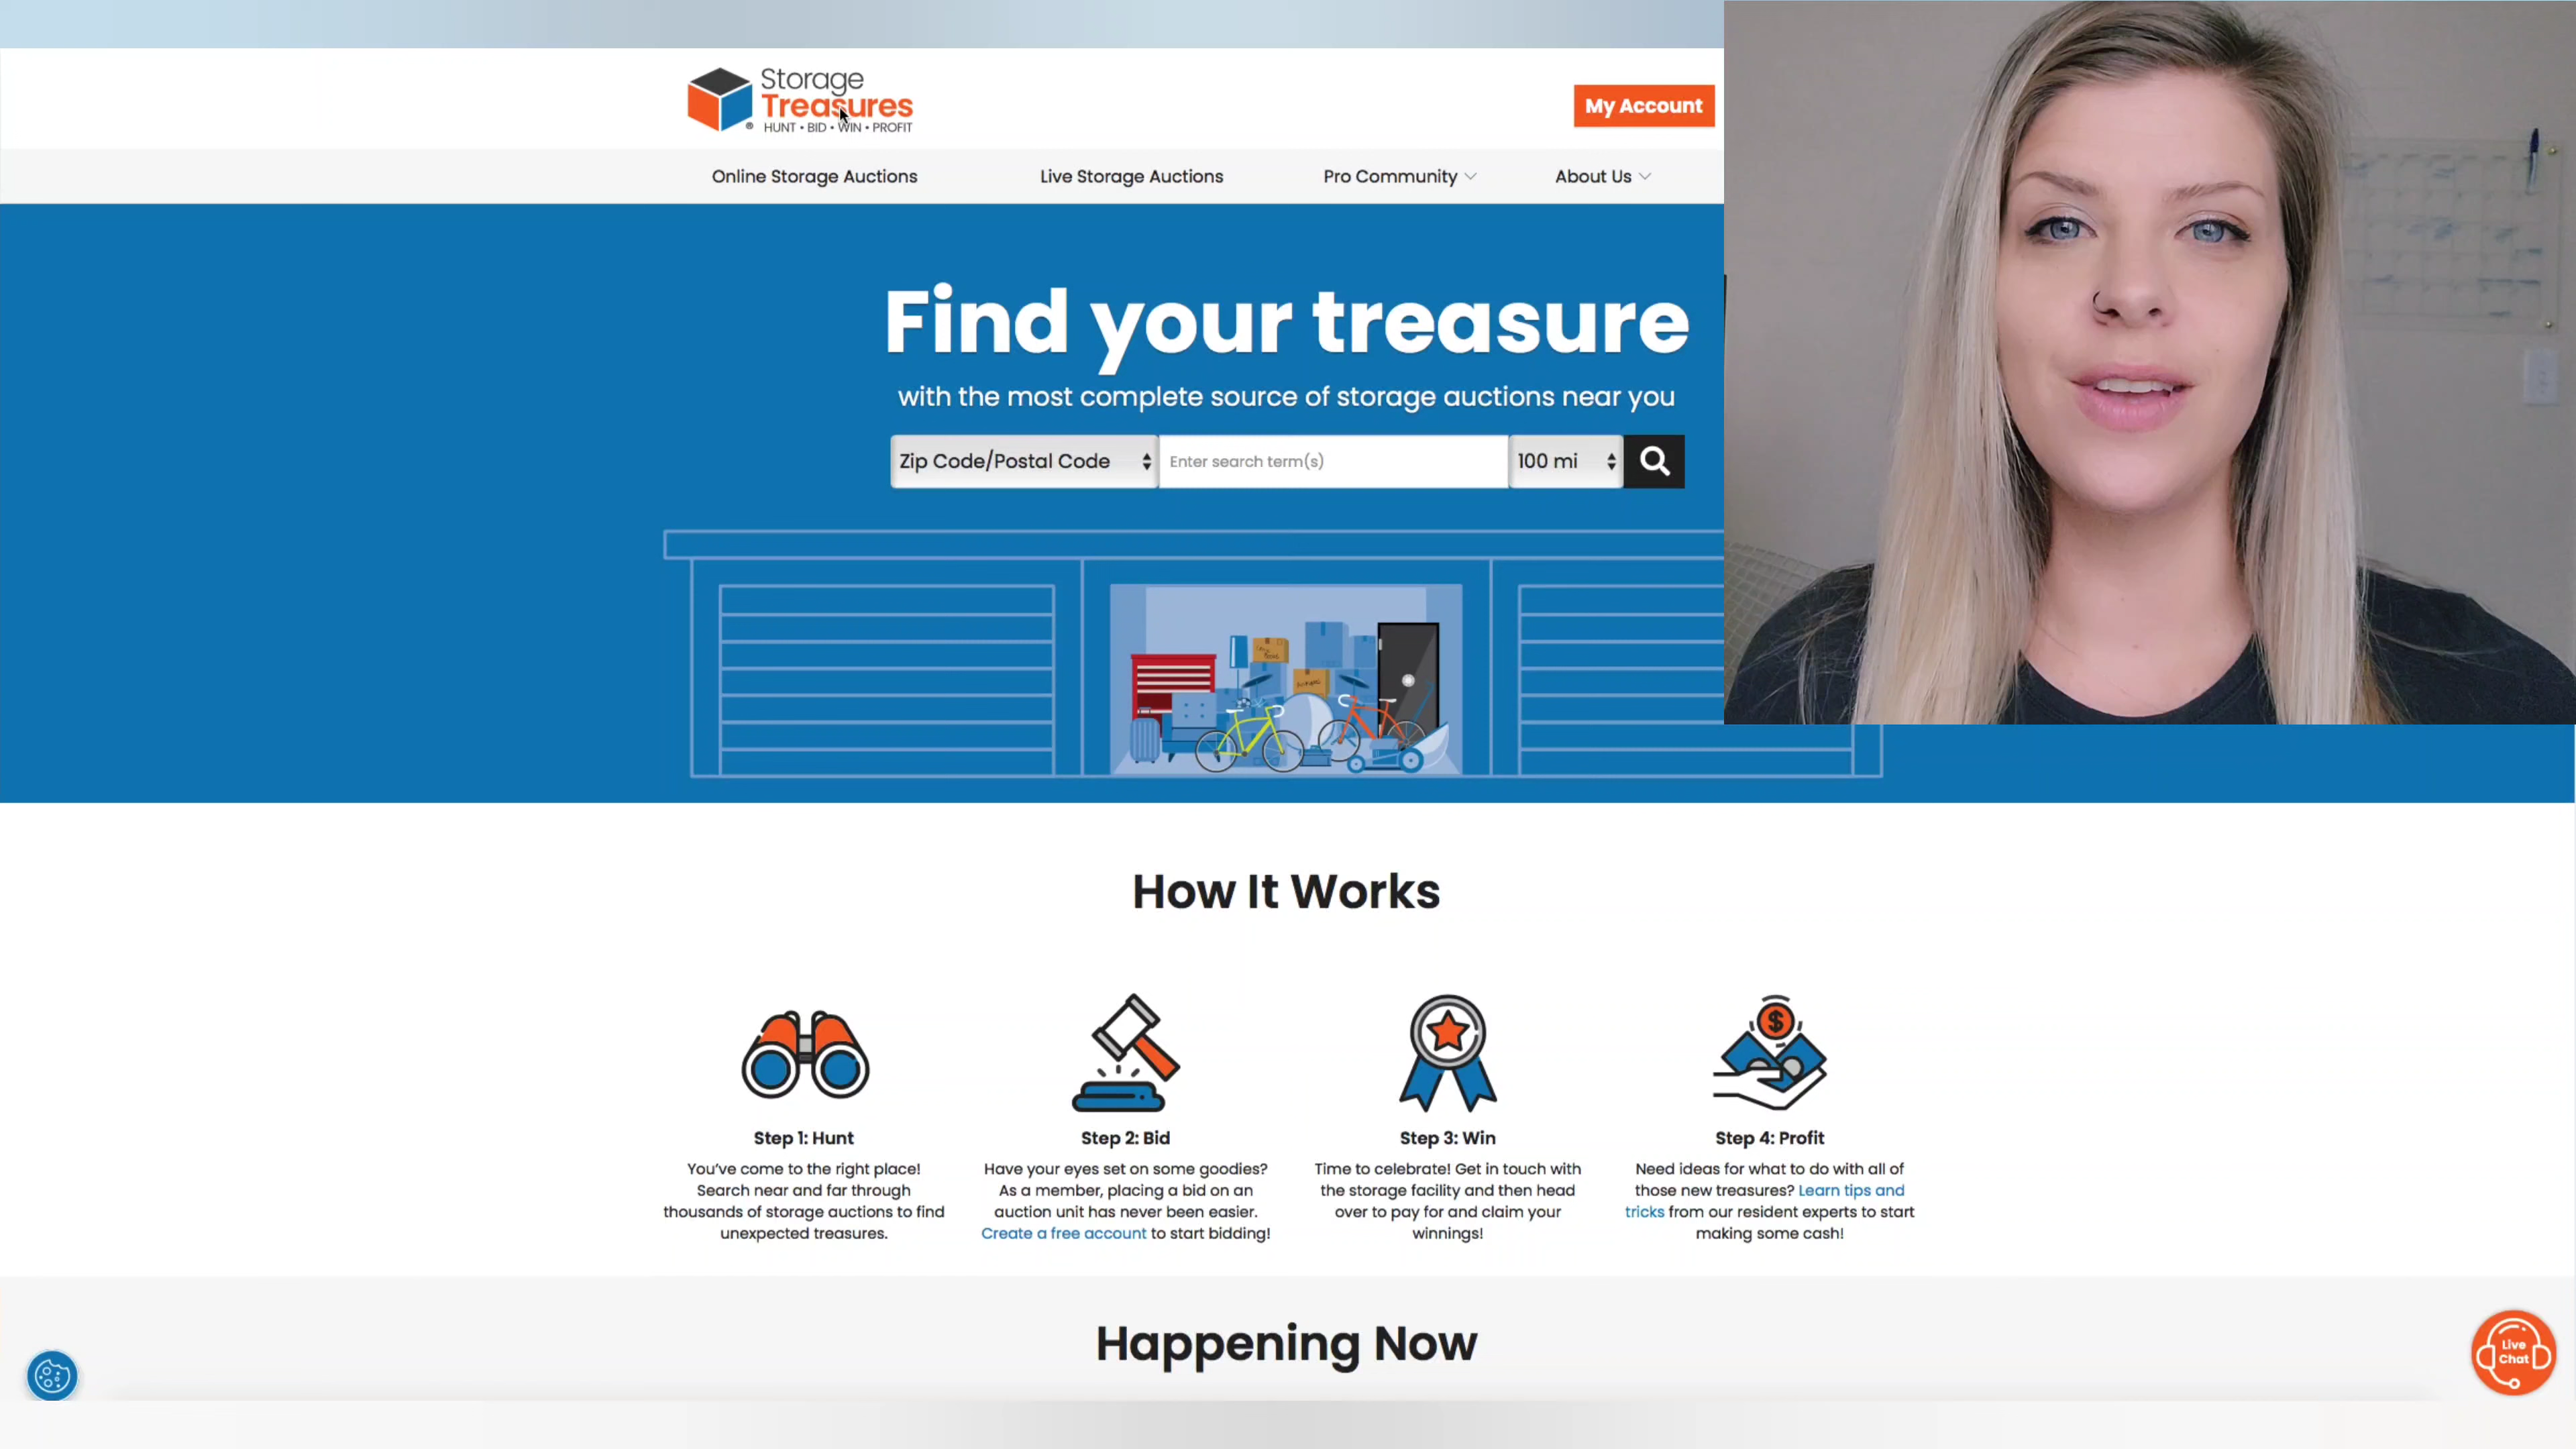 Storage
Treasures
HUNT • BID • WIN • PROFIT
®
My Account
Online Storage Auctions
Live Storage Auctions
Pro Community
About Us
Find your treasure
with the most complete source of storage auctions near you
Zip Code/Postal Code
Enter search term(s)
100 mi
How It Works
Step 1: Hunt
You've come to the right place!
Search near and far through
thousands of storage auctions to find
unexpected treasures.
Step 2: Bid
Have your eyes set on some goodies?
As a member, placing a bid on an
auction unit has never been easier.
Create a free account to start bidding!
Step 3: Win
Time to celebrate! Get in touch with
the storage facility and then head
over to pay for and claim your
winnings!
Step 4: Profit
Need ideas for what to do with all of
those new treasures? Learn tips and
tricks from our resident experts to start
making some cash!
Happening Now
Live
Chat